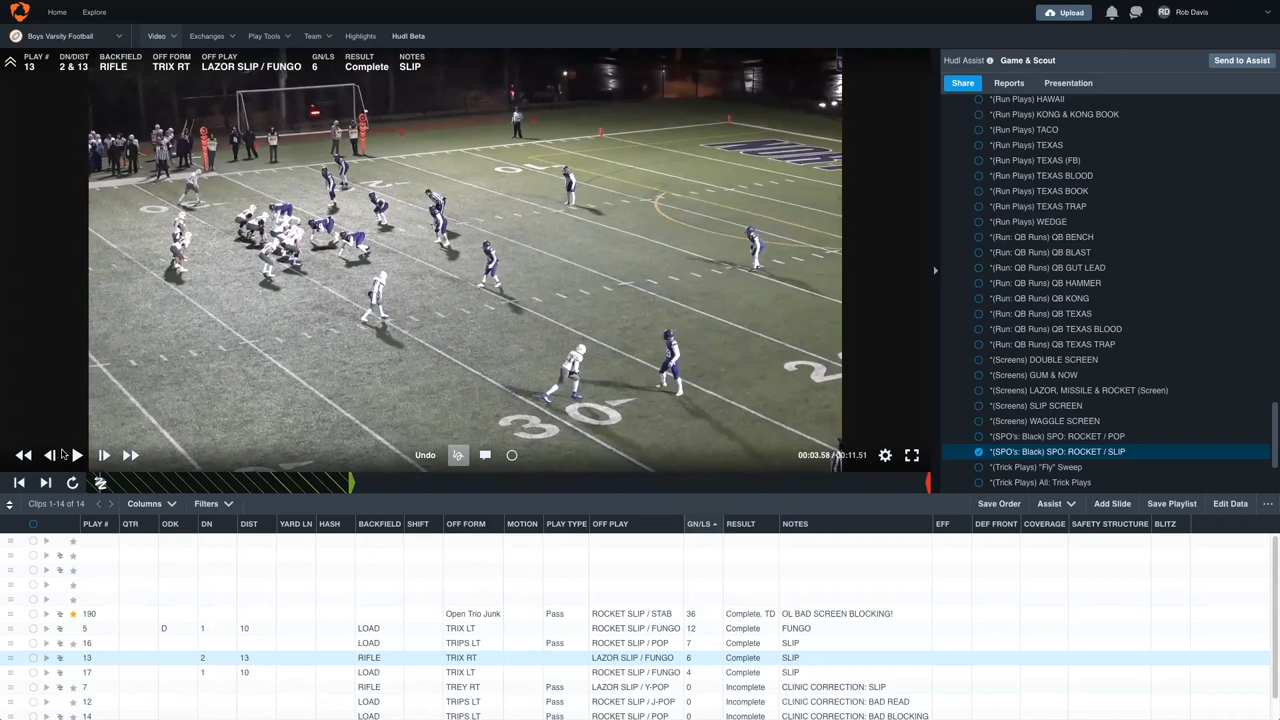 Home Explore Upload RD Rob Davis
Boys Varsity Football Video Exchanges Play Tools Team Highlights Hudl Beta
PLAY # DN/DIST BACKFIELD OFF FORM OFF PLAY GN/LS RESULT NOTES
13 2 & 13 RIFLE TRIX RT LAZOR SLIP / FUNGO 6 Complete SLIP
Hudl Assist Game & Scout Send to Assist
Share Reports Presentation
*(Run Plays) HAWAII
*(Run Plays) KONG & KONG BOOK
*(Run Plays) TACO
*(Run Plays) TEXAS
*(Run Plays) TEXAS (FB)
*(Run Plays) TEXAS BLOOD
*(Run Plays) TEXAS BOOK
*(Run Plays) TEXAS TRAP
*(Run Plays) WEDGE
*(Run: QB Runs) QB BENCH
*(Run: QB Runs) QB BLAST
*(Run: QB Runs) QB GUT LEAD
*(Run: QB Runs) QB HAMMER
*(Run: QB Runs) QB KONG
*(Run: QB Runs) QB TEXAS
*(Run: QB Runs) QB TEXAS BLOOD
*(Run: QB Runs) QB TEXAS TRAP
*(Screens) DOUBLE SCREEN
*(Screens) GUM & NOW
*(Screens) LAZOR, MISSILE & ROCKET (Screen)
*(Screens) SLIP SCREEN
*(Screens) WAGGLE SCREEN
*(SPO's: Black) SPO: ROCKET / POP
*(SPO's: Black) SPO: ROCKET / SLIP
*(Trick Plays) "Fly" Sweep
*(Trick Plays) All: Trick Plays
30
2
Undo 00:03.58 / 00:11.51
Clips 1-14 of 14 Columns Filters Save Order Assist Add Slide Save Playlist Edit Data
PLAY # QTR ODK DN DIST YARD LN HASH BACKFIELD SHIFT OFF FORM MOTION PLAY TYPE OFF PLAY GN/LS RESULT NOTES EFF DEF FRONT COVERAGE SAFETY STRUCTURE BLITZ
190 Open Trio Junk Pass ROCKET SLIP / STAB 36 Complete, TD OL BAD SCREEN BLOCKING!
5 D 1 10 LOAD TRIX LT ROCKET SLIP / FUNGO 12 Complete FUNGO
16 LOAD TRIPS LT Pass ROCKET SLIP / POP 7 Complete SLIP
13 2 13 RIFLE TRIX RT LAZOR SLIP / FUNGO 6 Complete SLIP
17 1 10 LOAD TRIX LT ROCKET SLIP / FUNGO 4 Complete SLIP
7 RIFLE TREY RT Pass LAZOR SLIP / Y-POP 0 Incomplete CLINIC CORRECTION: SLIP
12 LOAD TRIPS LT Pass ROCKET SLIP / J-POP 0 Incomplete CLINIC CORRECTION: BAD READ
14 LOAD TRIPS LT Pass ROCKET SLIP / POP 0 Incomplete CLINIC CORRECTION: BAD BLOCKING